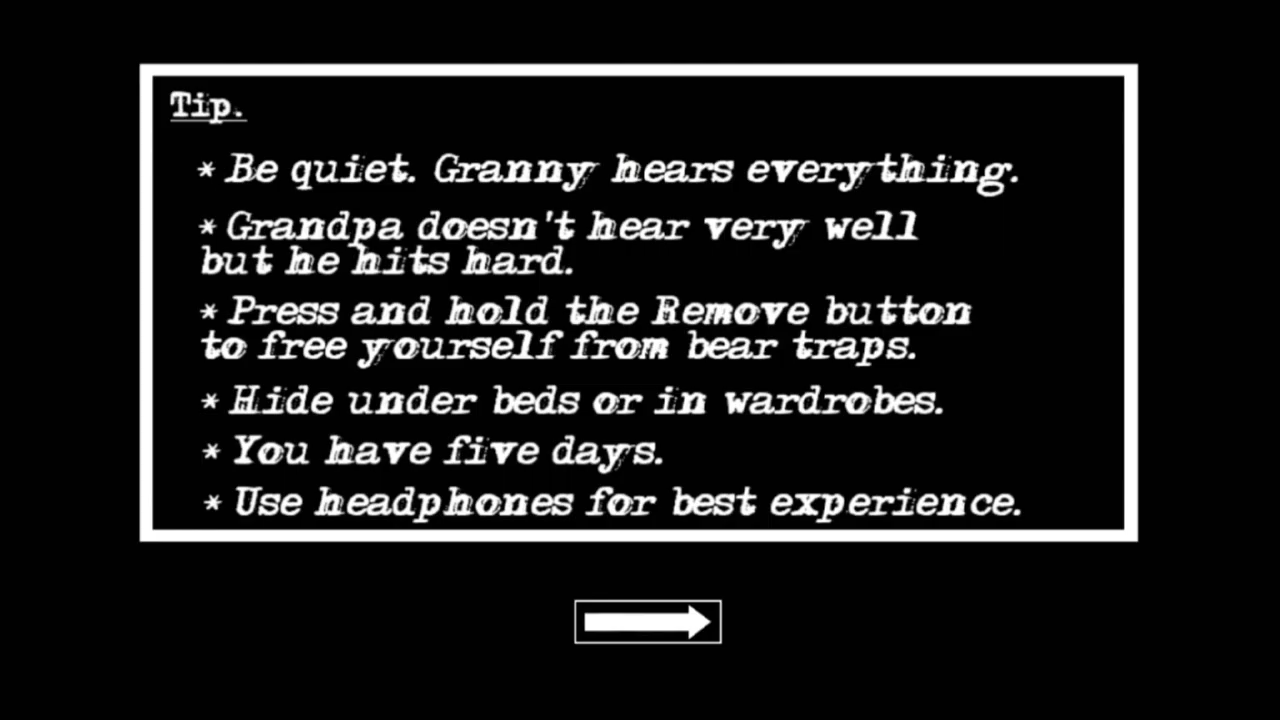 Tip.
* Be quiet. Granny hears everything.
* Grandpa doesn't hear very well
but he hits hard.
* Press and hold the Remove button
to free yourself from bear traps.
* Hide under beds or in wardrobes.
* You have five days.
* Use headphones for best experience.